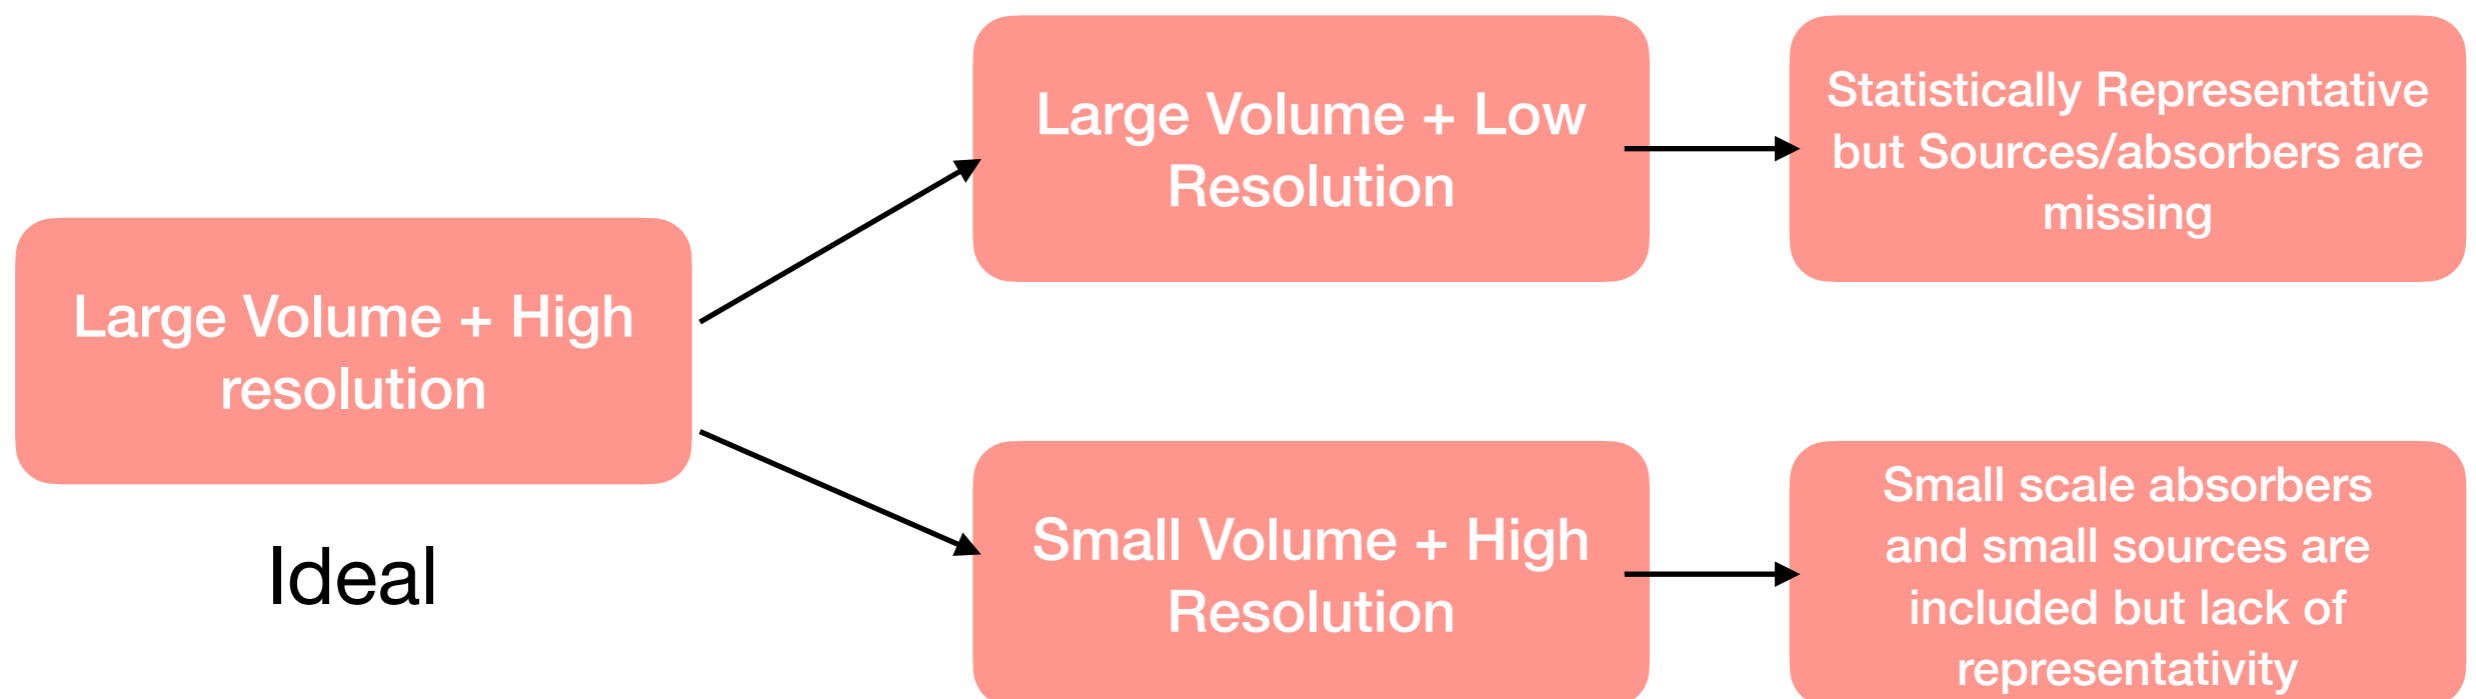 Large Volume + High
resolution
Ideal
Large Volume + Low
Resolution
Statistically Representative
but Sources/absorbers are
missing
Small Volume + High
Resolution
Small scale absorbers
and small sources are
included but lack of
representativity